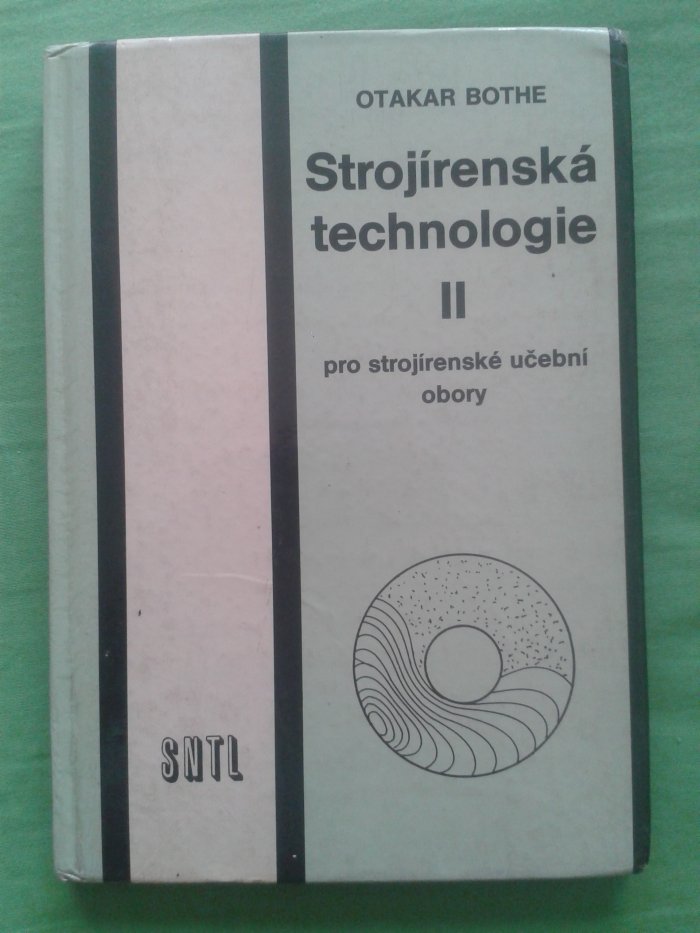 OTAKAR BOTHE
Strojírenská
technologie
II
pro strojírenské učební
obory
SNTL